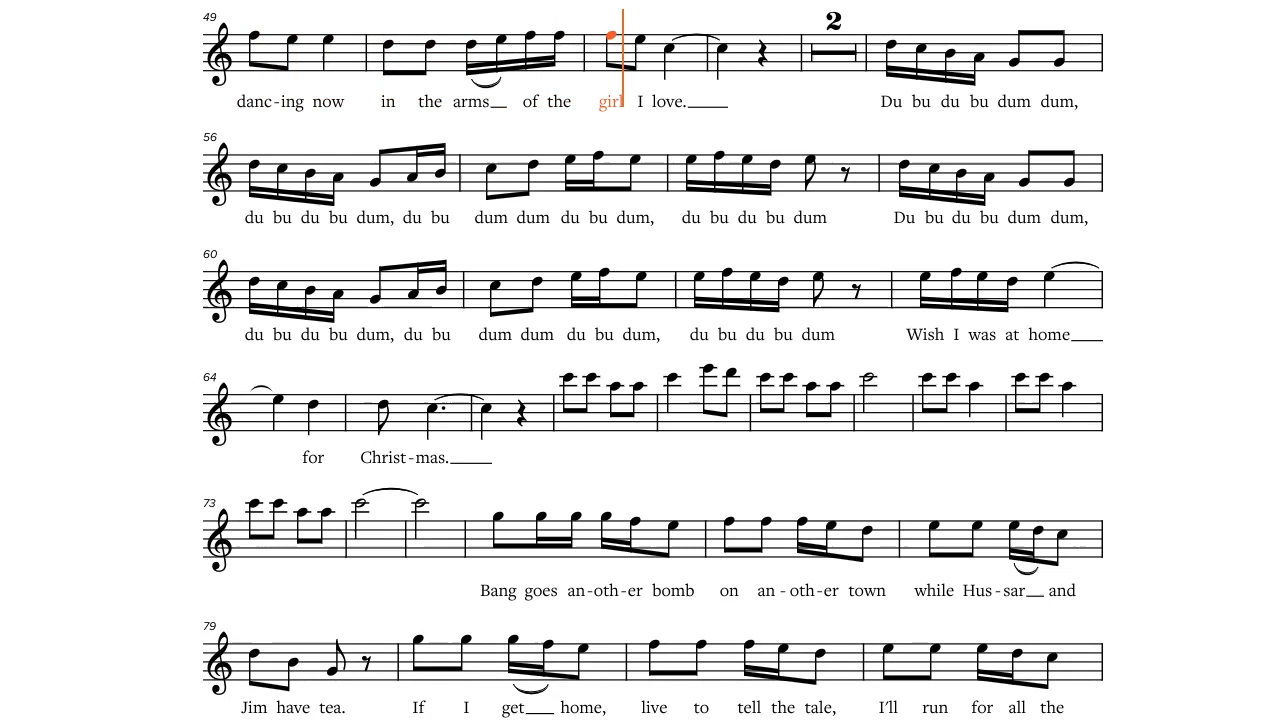 49
2
danc-ing now in the arms of the girl I love. Du bu du bu dum dum,
56
du bu du bu dum, du bu dum dum du bu dum, du bu du bu dum Du bu du bu dum dum,
60
du bu du bu dum, du bu dum dum du bu dum, du bu du bu dum Wish I was at home
64
for Christ-mas.
73
Bang goes an-oth-er bomb on an-oth-er town while Hus-sar and
79
Jim have tea. If I get home, live to tell the tale, I'll run for all the